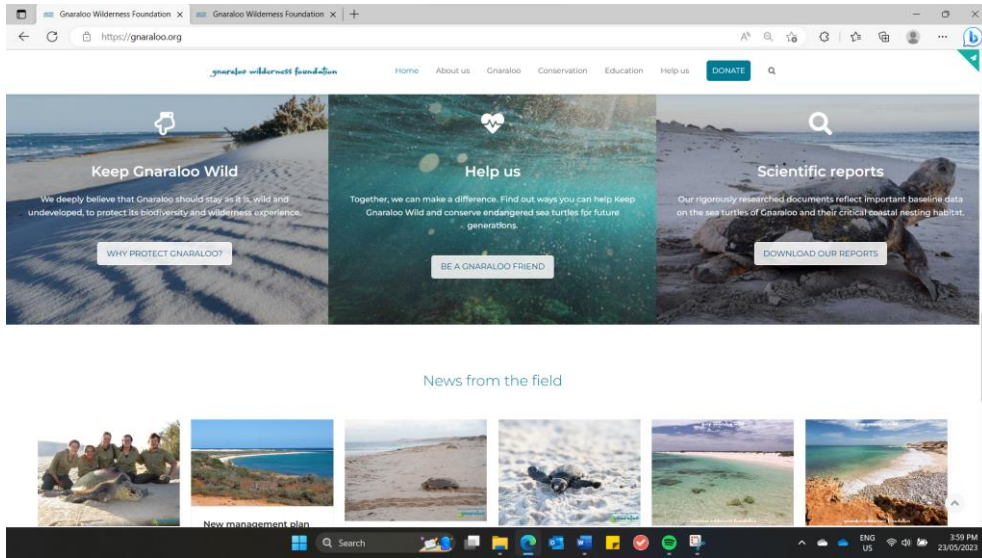 Gnaraloo Wilderness Foundation
Gnaraloo Wilderness Foundation
https://gnaraloo.org
gnaraloo wilderness foundation
Home About us Gnaraloo Conservation Education Help us DONATE
Keep Gnaraloo Wild
We deeply believe that Gnaraloo should stay as it is, wild and
undeveloped, to protect its biodiversity and wilderness experience.
WHY PROTECT GNARALOO?
Help us
Together, we can make a difference. Find out ways you can help Keep
Gnaraloo Wild and conserve endangered sea turtles for future
generations.
BE A GNARALOO FRIEND
Scientific reports
Our rigorously researched documents reflect important baseline data
on the sea turtles of Gnaraloo and their critical coastal nesting habitat.
DOWNLOAD OUR REPORTS
News from the field
New management plan
Search
ENG
US
3:59 PM
23/05/2023